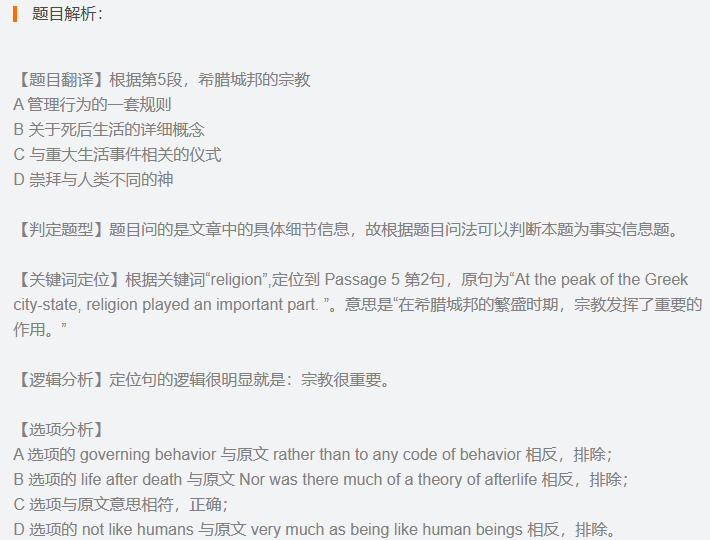 题目解析：
【题目翻译】根据第5段，希腊城邦的宗教
A 管理行为的一套规则
B 关于死后生活的详细概念
C 与重大生活事件相关的仪式
D 崇拜与人类不同的神
【判定题型】题目问的是文章中的具体细节信息，故根据题目问法可以判断本题为事实信息题。
【关键词定位】根据关键词“religion”,定位到 Passage 5 第2句，原句为“At the peak of the Greek
city-state, religion played an important part. ”。意思是“在希腊城邦的繁盛时期，宗教发挥了重要的
作用。”
【逻辑分析】定位句的逻辑很明显就是：宗教很重要。
【选项分析】
A 选项的 governing behavior 与原文 rather than to any code of behavior 相反，排除；
B 选项的 life after death 与原文 Nor was there much of a theory of afterlife 相反，排除；
C 选项与原文意思相符，正确；
D 选项的 not like humans 与原文 very much as being like human beings 相反，排除。